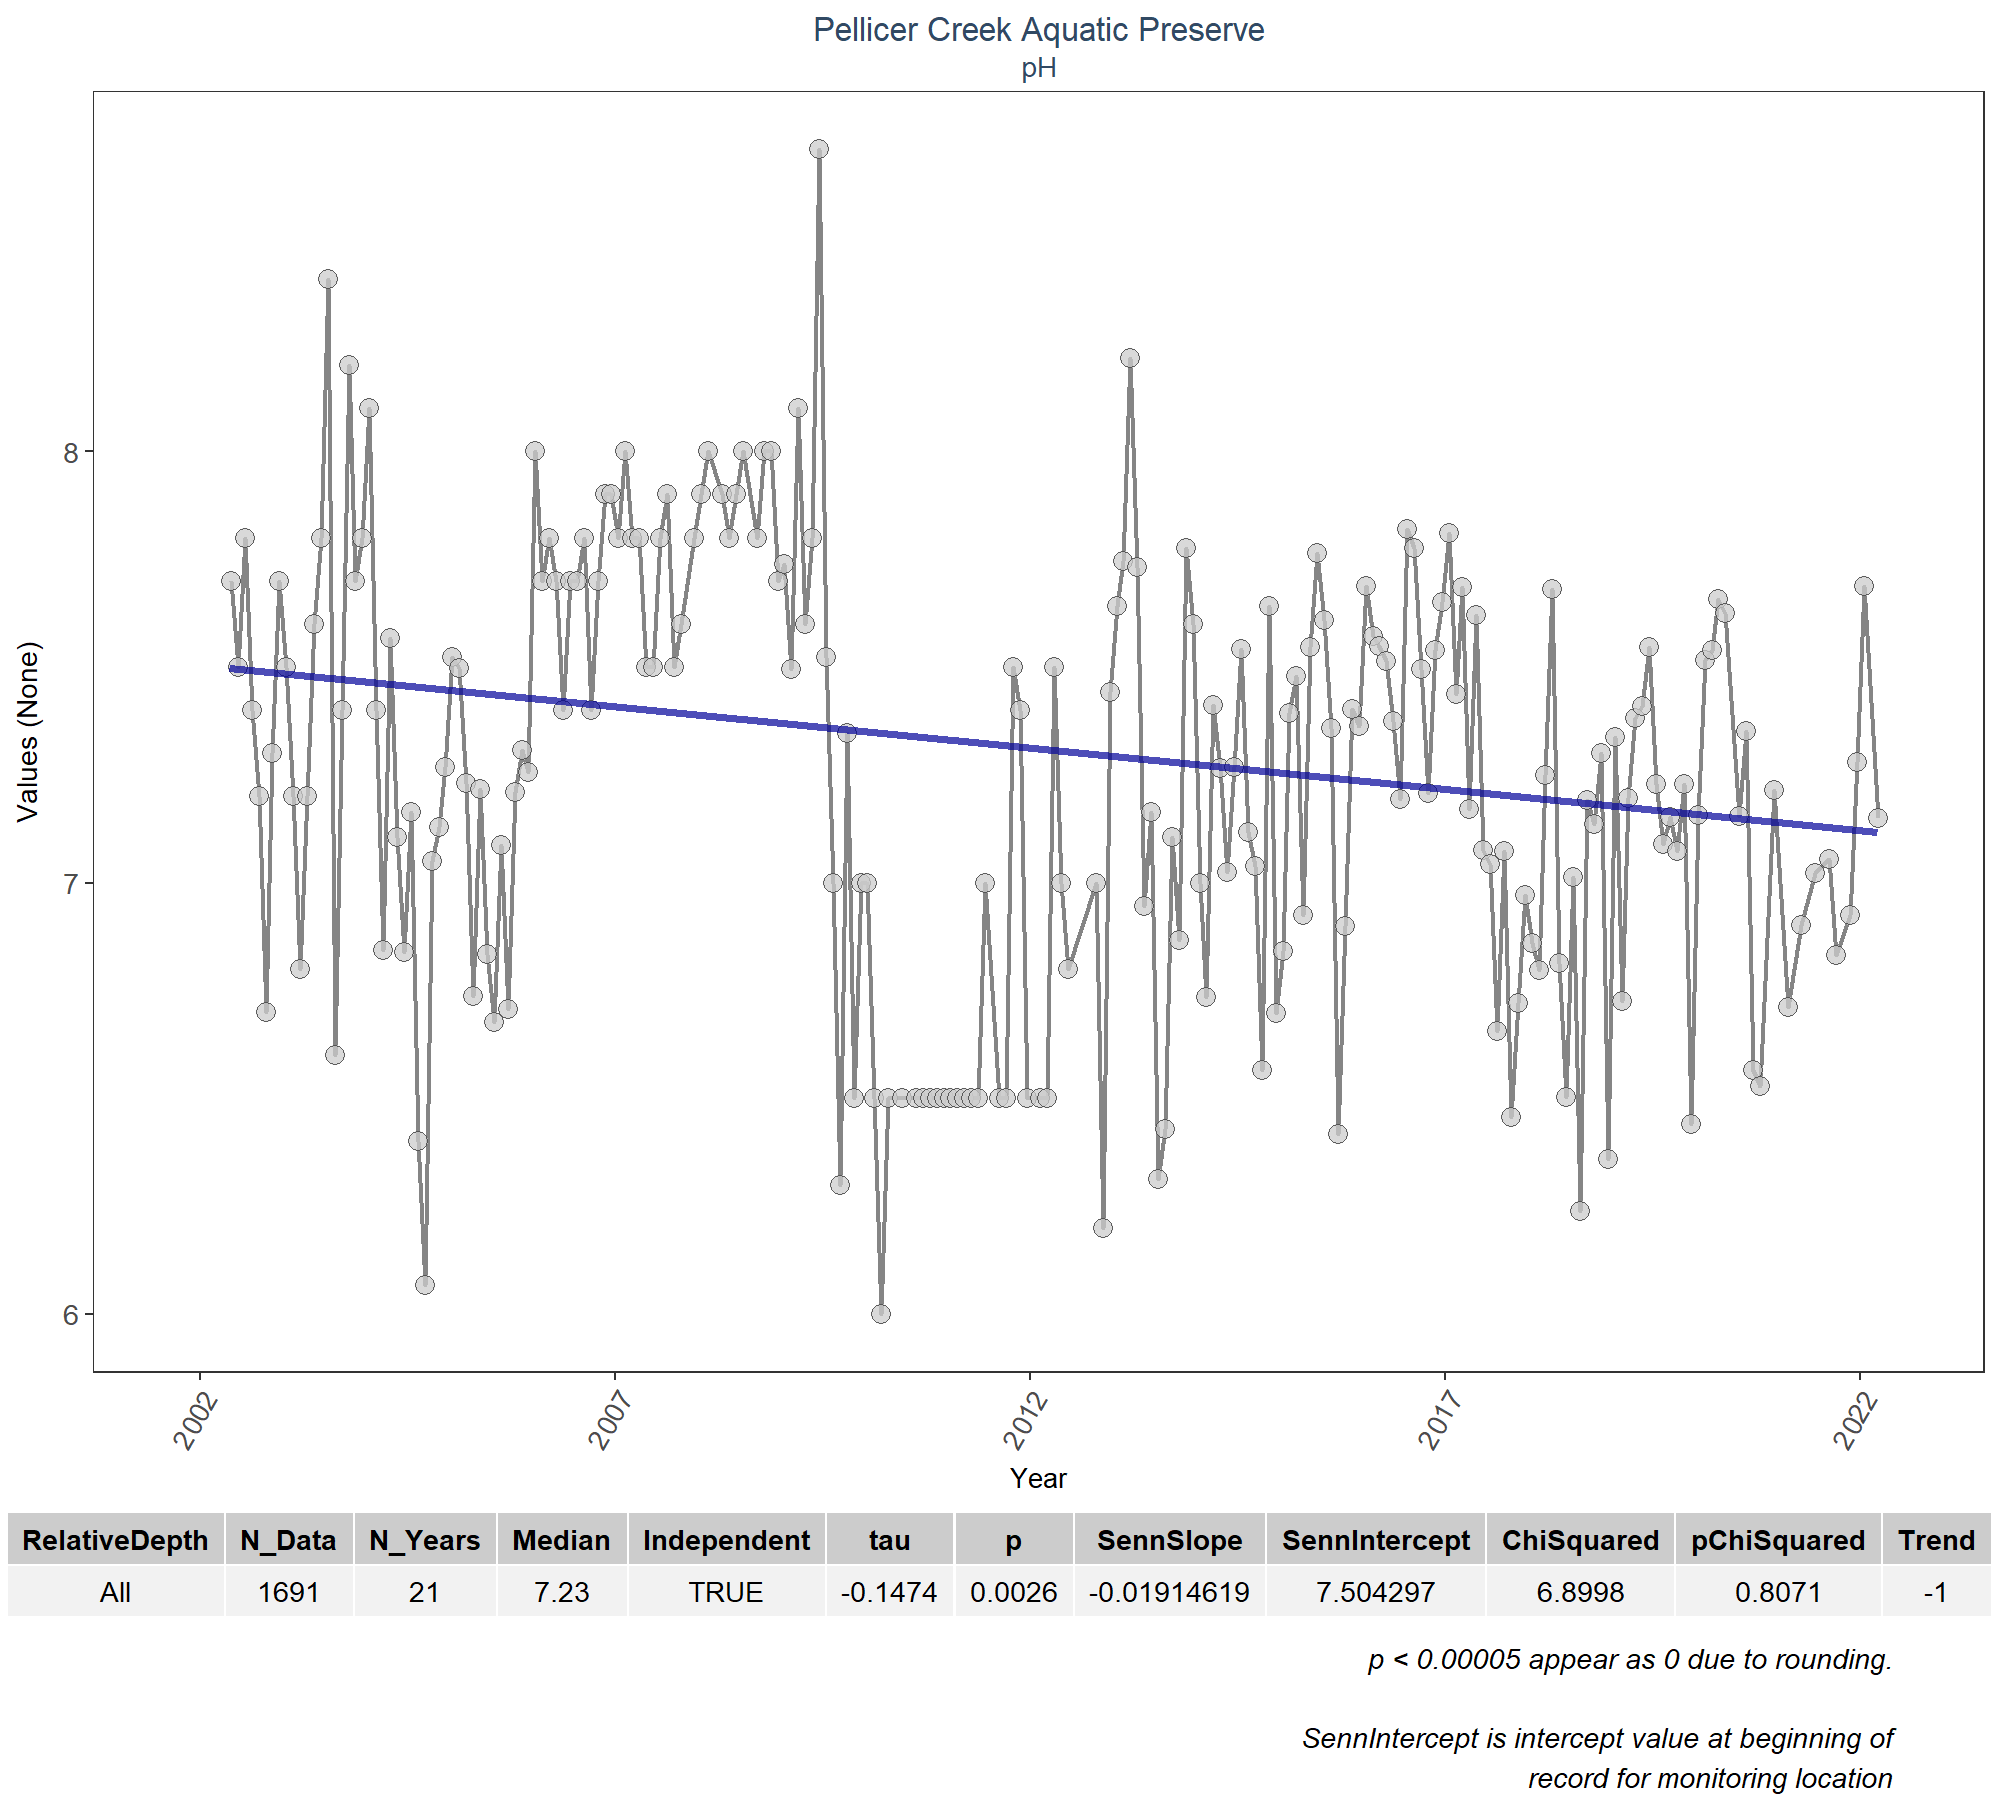 Pellicer Creek Aquatic Preserve
pH
Values (None)
8
7
6
2002 2007 2012 2017 2022
Year
RelativeDepth N_Data N_Years Median Independent tau p SennSlope SennIntercept ChiSquared pChiSquared Trend
All 1691 21 7.23 TRUE -0.1474 0.0026 -0.01914619 7.504297 6.8998 0.8071 -1
p < 0.00005 appear as 0 due to rounding.
SennIntercept is intercept value at beginning of
record for monitoring location